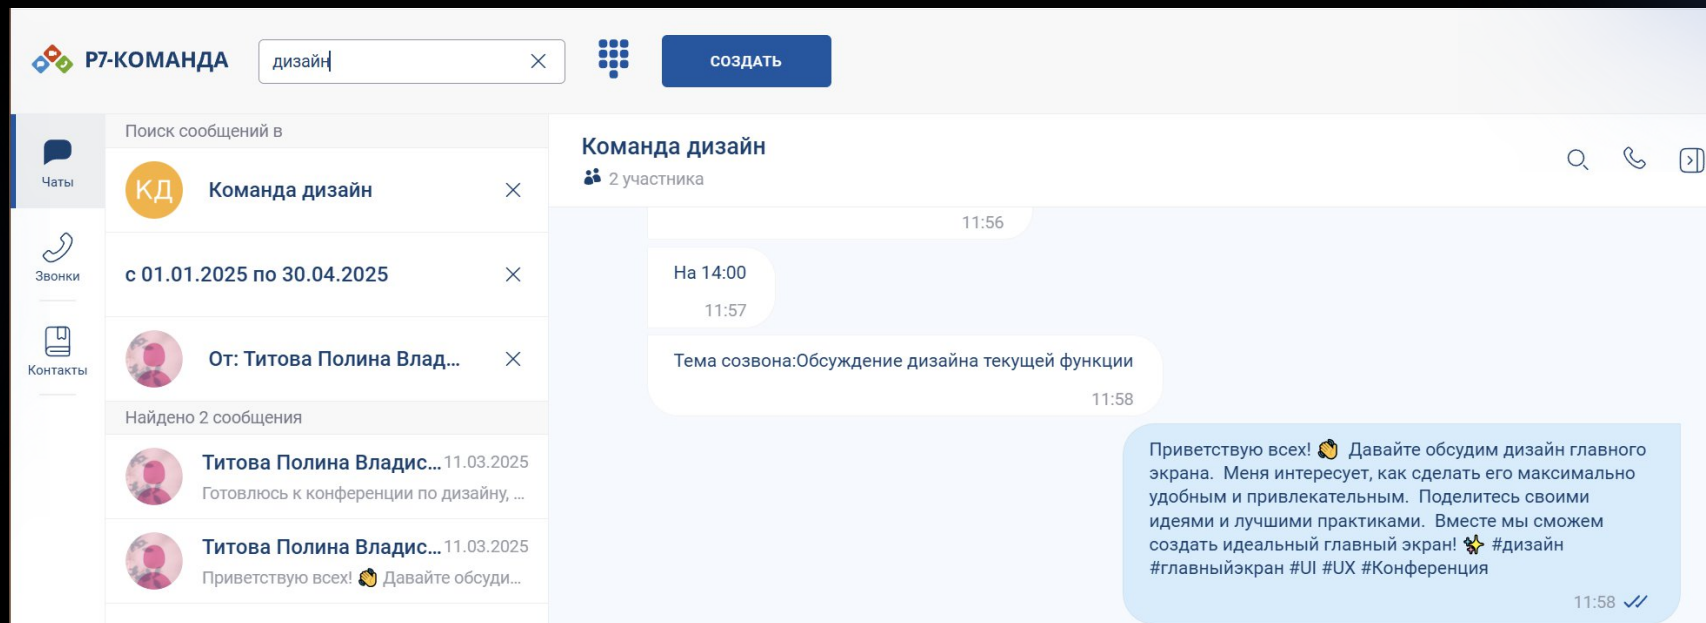 Р7-КОМАНДА
дизайн
СОЗДАТЬ
Чаты
Звонки
Контакты
Поиск сообщений в
КД
Команда дизайн
с 01.01.2025 по 30.04.2025
От: Титова Полина Влад...
Найдено 2 сообщения
Титова Полина Владис... 11.03.2025
Готовлюсь к конференции по дизайну, ...
Титова Полина Владис... 11.03.2025
Приветствую всех! 👏 Давайте обсуди...
Команда дизайн
2 участника
11:56
На 14:00
11:57
Тема созвона:Обсуждение дизайна текущей функции
11:58
Приветствую всех! 👏 Давайте обсудим дизайн главного
экрана. Меня интересует, как сделать его максимально
удобным и привлекательным. Поделитесь своими
идеями и лучшими практиками. Вместе мы сможем
создать идеальный главный экран! ✨ #дизайн
#главныйэкран #UI #UX #Конференция
11:58